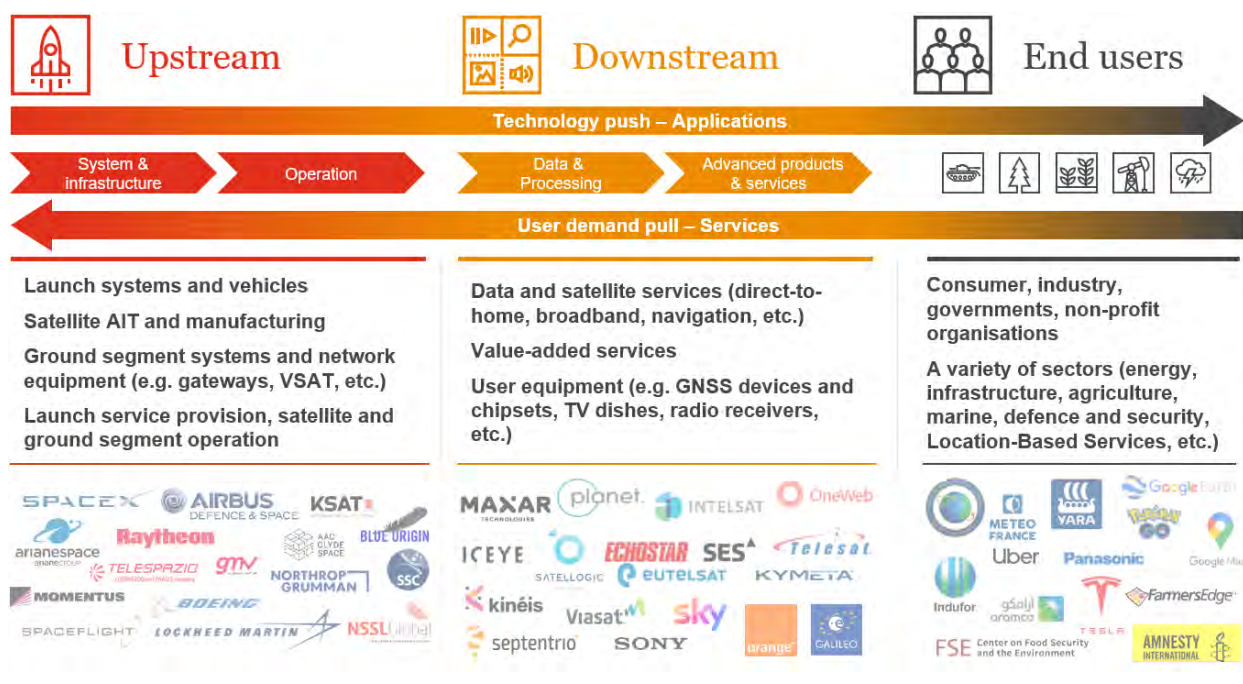 Upstream
Downstream
End users
Technology push – Applications
System &
infrastructure
Operation
Data &
Processing
Advanced products
& services
User demand pull – Services
Launch systems and vehicles
Satellite AIT and manufacturing
Ground segment systems and network
equipment (e.g. gateways, VSAT, etc.)
Launch service provision, satellite and
ground segment operation
Data and satellite services (direct-to-
home, broadband, navigation, etc.)
Value-added services
User equipment (e.g. GNSS devices and
chipsets, TV dishes, radio receivers,
etc.)
Consumer, industry,
governments, non-profit
organisations
A variety of sectors (energy,
infrastructure, agriculture,
marine, defence and security,
Location-Based Services, etc.)
SPACEX
AIRBUS
DEFENCE & SPACE
KSAT
arianespace
arianeGROUP
Raytheon
AAC
CLYDE
SPACE
BLUE ORIGIN
TELESPAZIO
gmv
NORTHROP
GRUMMAN
SSC
MOMENTUS
BOEING
SPACEFLIGHT
LOCKHEED MARTIN
NSSLGlobal
MAXAR
TECHNOLOGIES
planet.
INTELSAT
OneWeb
ICEYE
SATELLOGIC
ECHOSTAR
SES
Telesat
eutelsat
KYMETA
kinéis
Viasat
sky
septentrio
SONY
orange
GALILEO
METEO
FRANCE
YARA
Google Earth
POKÉMON
GO
Uber
Panasonic
Google Ma
Indufor
أرامكو
aramco
TESLA
FarmersEdge
FSE Center on Food Security
and the Environment
AMNESTY
INTERNATIONAL